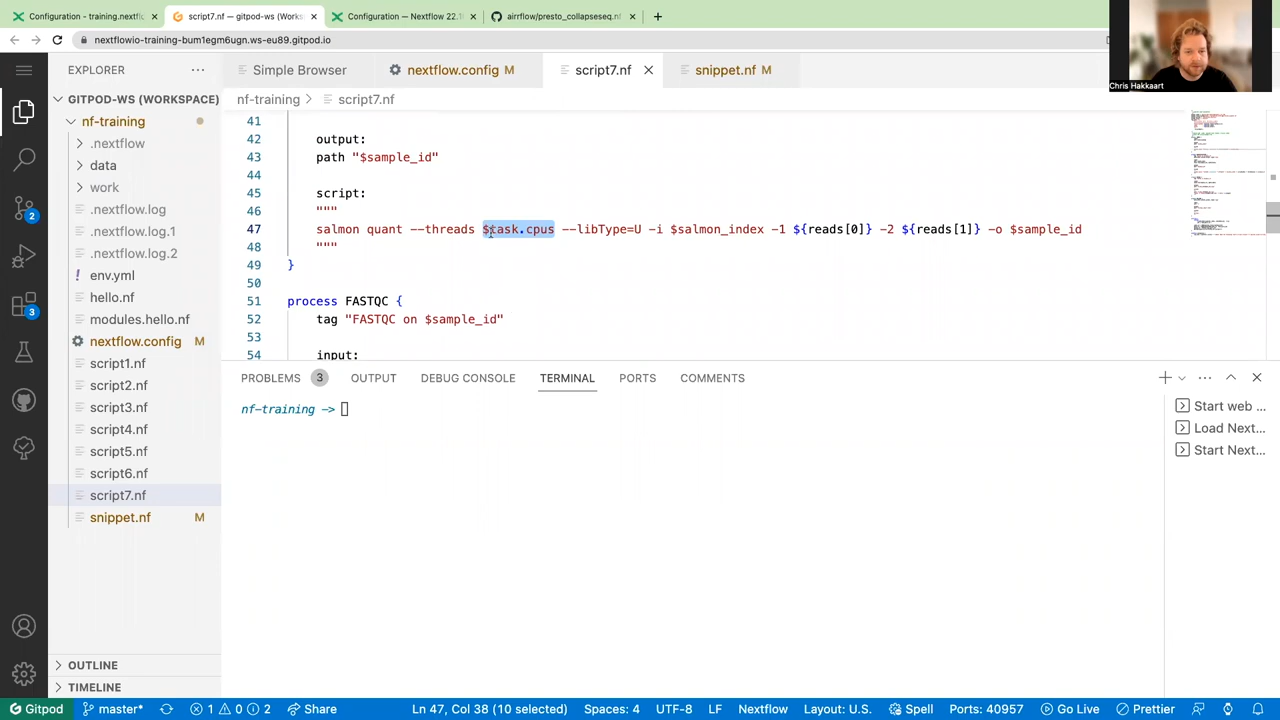 Configuration - training.nextflo
script7.nf — gitpod-ws (Works
Configuration — Nextflow 22.1
airrflow/presto_collapseseq.nf
nextflowio-training-bum1egm6ugn.ws-eu89.gitpod.io
Chris Hakkaart
EXPLORER
Simple Browser
nextflow.config M
script7.nf
snippet.nf M
GITPOD-WS (WORKSPACE)
nf-training > script7.nf
nf-training
.nextflow
data
work
.nextflow.log
.nextflow.log.1
.nextflow.log.2
env.yml
hello.nf
modules.hello.nf
nextflow.config M
script1.nf
script2.nf
script3.nf
script4.nf
script5.nf
script6.nf
script7.nf
snippet.nf M
OUTLINE
TIMELINE
2
3
41
42
43 path "$sample_id"
44
45 script:
46 """
47 salmon quant --threads $task.cpus --libType=U -i $salmon_index -1 ${reads[0]} -2 ${reads[1]} -o $sample_id
48 """
49 }
50
51 process FASTQC {
52 tag "FASTQC on $sample_id"
53
54 input:
PROBLEMS 3 OUTPUT DEBUG CONSOLE TERMINAL PORTS COMMENTS
nf-training ->
Start web ...
Load Next...
Start Next...
Gitpod master* 1 0 2 Share Ln 47, Col 38 (10 selected) Spaces: 4 UTF-8 LF Nextflow Layout: U.S. Spell Ports: 40957 Go Live Prettier